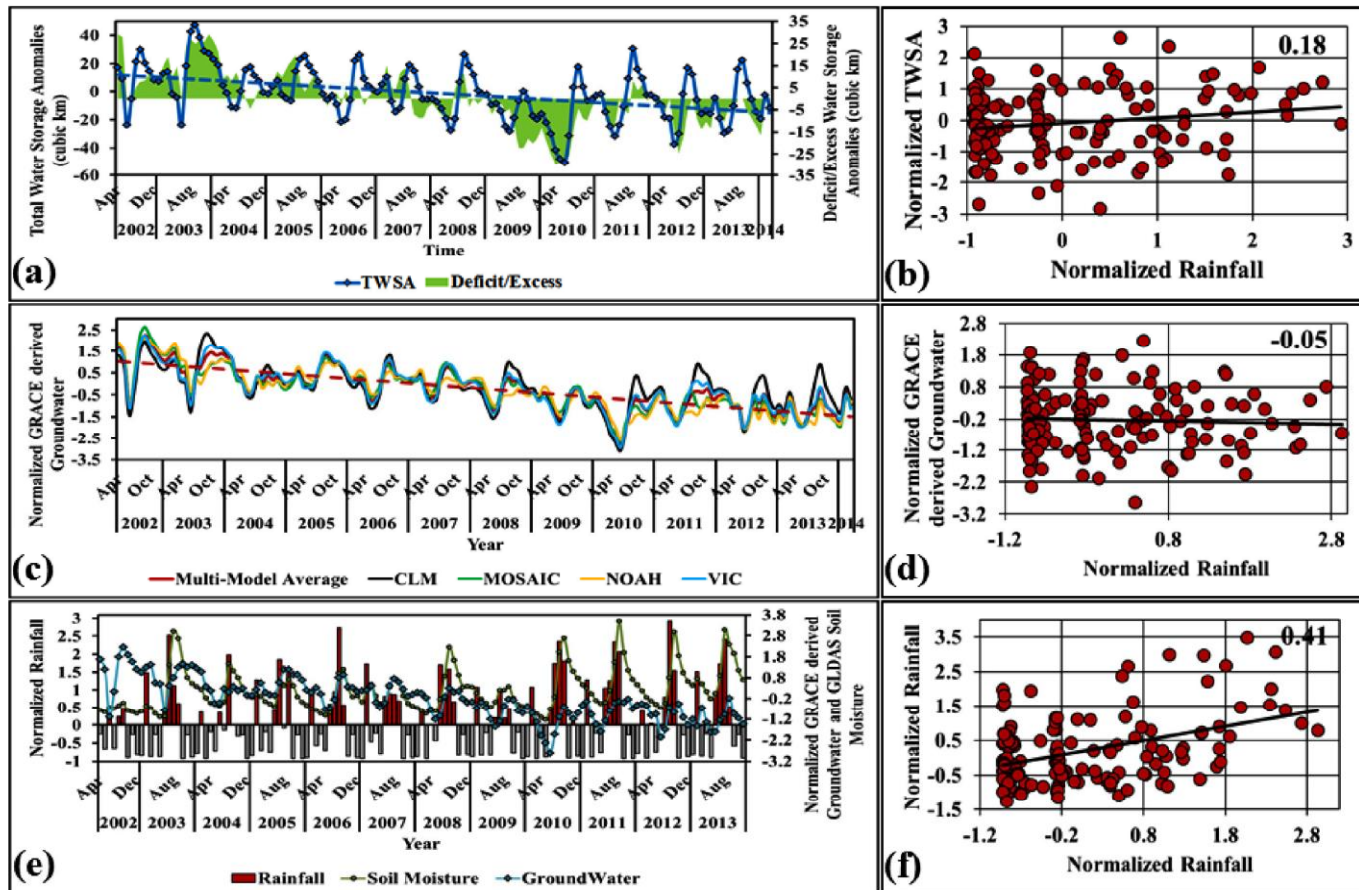 Total Water Storage Anomalies
(cubic km)
40
20
0
-20
-40
-60
35
25
15
5
-5
-15
-25
-35
Deficit/Excess Water Storage
Anomalies (cubic km)
Apr Dec Aug Apr Dec Aug Apr Dec Aug Apr Dec Aug Apr Dec Aug Apr Dec Aug
2002 2003 2004 2005 2006 2007 2008 2009 2010 2011 2012 2013 2014
Time
(a)
TWSA Deficit/Excess
Normalized TWSA
3
2
1
0
-1
-2
-3
0.18
-1 0 1 2 3
Normalized Rainfall
(b)
Normalized GRACE derived
Groundwater
2.5
1.5
0.5
-0.5
-1.5
-2.5
-3.5
Apr Oct Apr Oct Apr Oct Apr Oct Apr Oct Apr Oct Apr Oct Apr Oct Apr Oct Apr Oct Apr Oct Apr Oct
2002 2003 2004 2005 2006 2007 2008 2009 2010 2011 2012 2013 2014
Year
(c)
Multi-Model Average CLM MOSAIC NOAH VIC
Normalized GRACE
derived Groundwater
2.8
1.8
0.8
-0.2
-1.2
-2.2
-3.2
-0.05
-1.2 0.8 2.8
Normalized Rainfall
(d)
Normalized Rainfall
3
2.5
2
1.5
1
0.5
0
-0.5
-1
3.8
2.8
1.8
0.8
-0.2
-1.2
-2.2
-3.2
Normalized GRACE derived
Groundwater and GLDAS Soil
Moisture
Apr Dec Aug Apr Dec Aug Apr Dec Aug Apr Dec Aug Apr Dec Aug Apr Dec Aug
2002 2003 2004 2005 2006 2007 2008 2009 2010 2011 2012 2013
Year
(e)
Rainfall Soil Moisture GroundWater
Normalized Rainfall
3.5
2.5
1.5
0.5
-0.5
-1.5
0.41
-1.2 -0.2 0.8 1.8 2.8
Normalized Rainfall
(f)